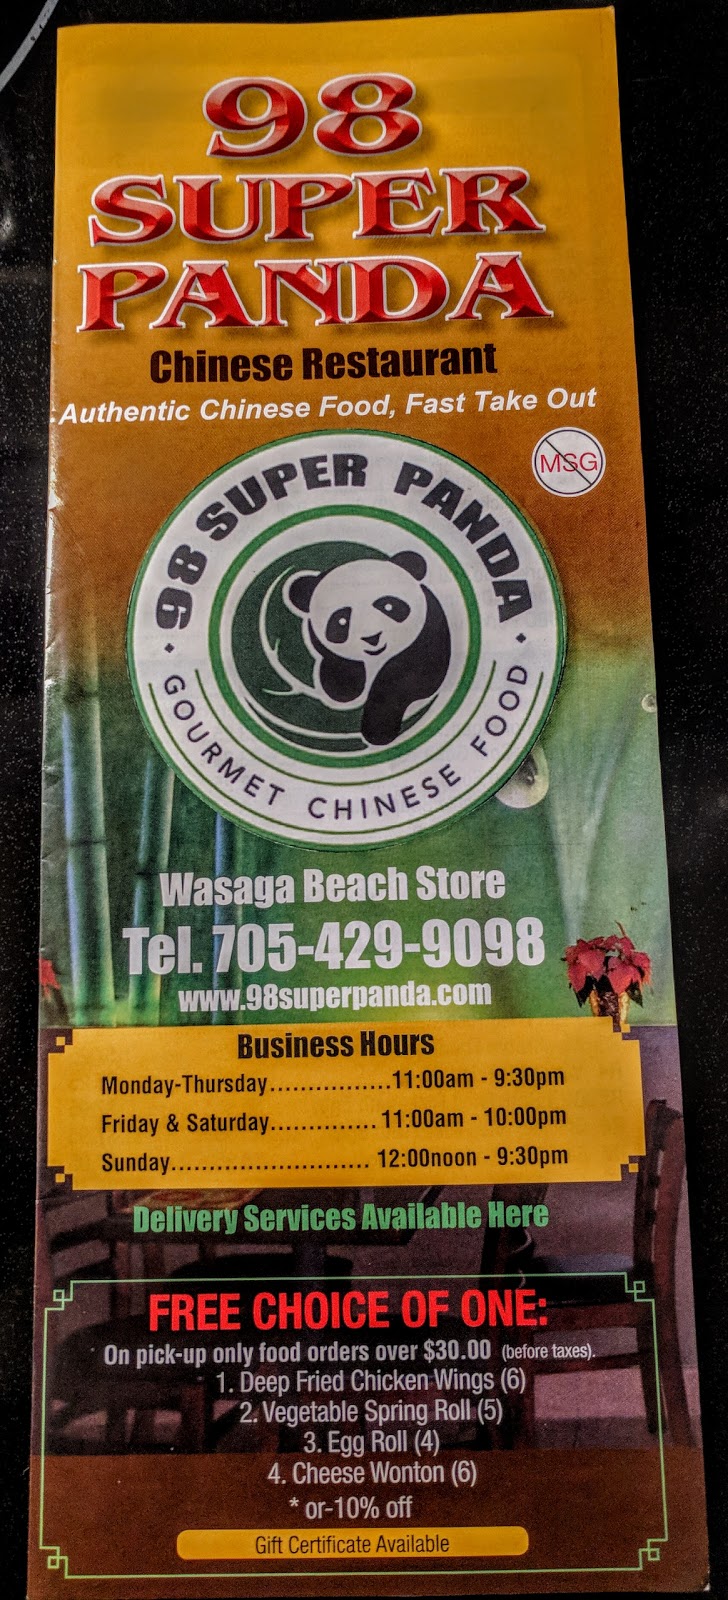 98
SUPER
PANDA
Chinese Restaurant
Authentic Chinese Food, Fast Take Out
MSG
98 SUPER PANDA
GOURMET CHINESE FOOD
Wasaga Beach Store
Tel. 705-429-9098
www.98superpanda.com
Business Hours
Monday-Thursday................11:00am - 9:30pm
Friday & Saturday.............. 11:00am - 10:00pm
Sunday.......................... 12:00noon - 9:30pm
Delivery Services Available Here
FREE CHOICE OF ONE:
On pick-up only food orders over $30.00 (before taxes).
1. Deep Fried Chicken Wings (6)
2. Vegetable Spring Roll (5)
3. Egg Roll (4)
4. Cheese Wonton (6)
* or-10% off
Gift Certificate Available